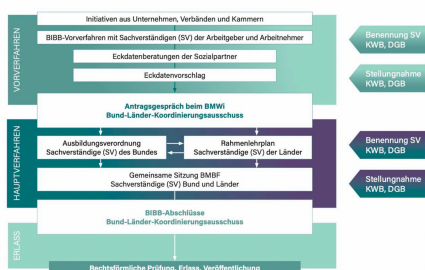 VORVERFAHREN
Initiativen aus Unternehmen, Verbänden und Kammern
BIBB-Vorverfahren mit Sachverständigen (SV) der Arbeitgeber und Arbeitnehmer
Eckdatenberatungen der Sozialpartner
Eckdatenvorschlag
Benennung SV
KWB, DGB
Stellungnahme
KWB, DGB
Antragsgespräch beim BMWi
Bund-Länder-Koordinierungsausschuss
HAUPTVERFAHREN
Ausbildungsverordnung
Sachverständige (SV) des Bundes
Rahmenlehrplan
Sachverständige (SV) der Länder
Gemeinsame Sitzung BMBF
Sachverständige (SV) Bund und Länder
Benennung SV
KWB, DGB
Stellungnahme
KWB, DGB
BIBB-Abschlüsse
Bund-Länder-Koordinierungsausschuss
ERLASS
Rechtsförmliche Prüfung, Erlass, Veröffentlichung